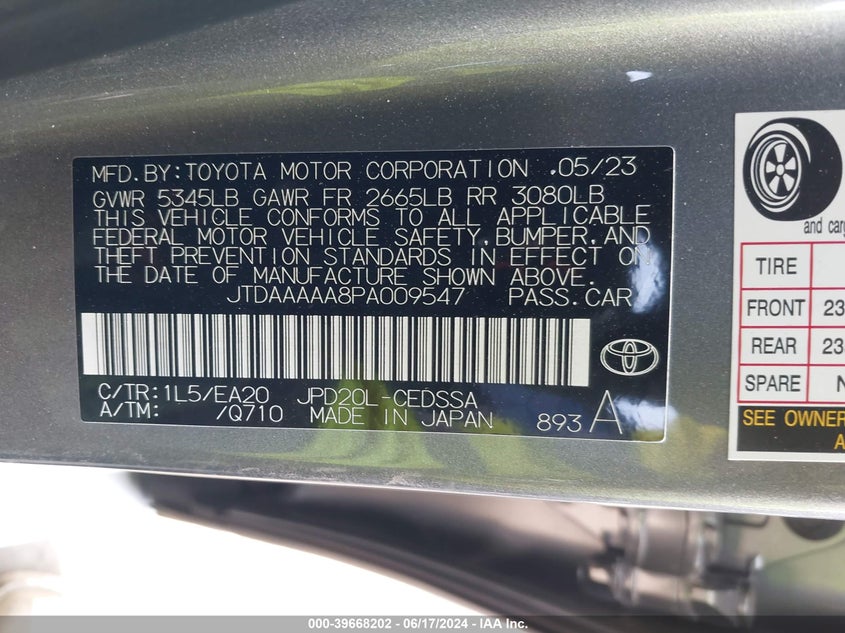 MFD. BY: TOYOTA MOTOR CORPORATION .05/23
GVWR 5345LB GAWR FR 2665LB RR 3080LB
THIS VEHICLE CONFORMS TO ALL APPLICABLE
FEDERAL MOTOR VEHICLE SAFETY, BUMPER, AND
THEFT PREVENTION STANDARDS IN EFFECT ON
THE DATE OF MANUFACTURE SHOWN ABOVE.
JTDAAAAA8PA009547 PASS. CAR
C/TR: 1L5/EA20 JPD20L-CEDSSA
A/TM: /Q710 MADE IN JAPAN 893 A
and carg
TIRE
FRONT 23
REAR 23
SPARE N
SEE OWNER
A
000-39668202 - 06/17/2024 - IAA Inc.